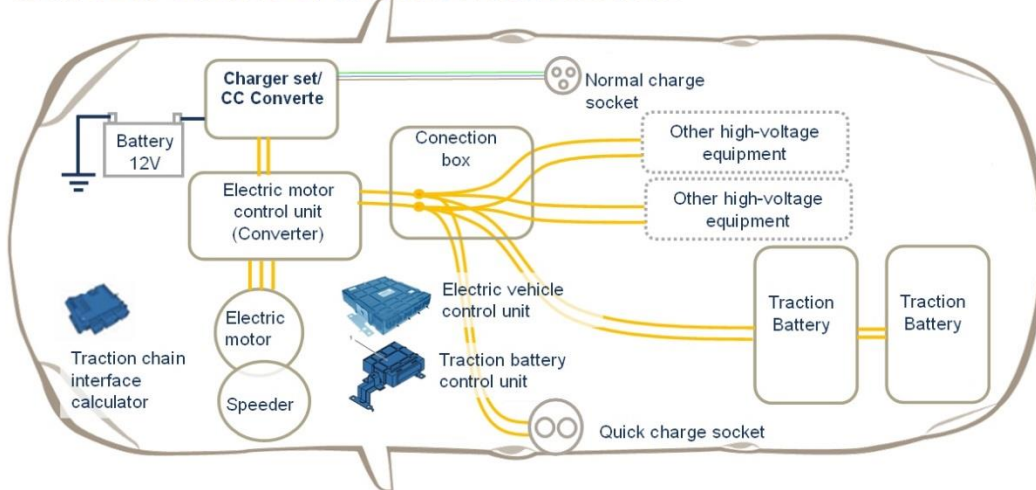 Charger set/
CC Converte
Normal charge
socket
Battery
12V
Conection
box
Other high-voltage
equipment
Electric motor
control unit
(Converter)
Other high-voltage
equipment
Electric vehicle
control unit
Traction
Battery
Traction
Battery
Electric
motor
Traction chain
interface
calculator
Traction battery
control unit
Speeder
Quick charge socket